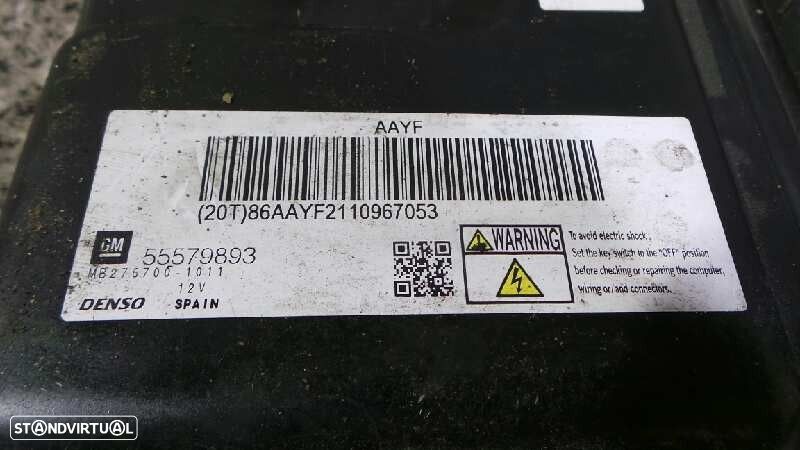 AAYF
(20T)86AAYF2110967053
GM 55579893
MB275700-1011
12V
DENSO SPAIN
WARNING
To avoid electric shock,
Set the key switch in the "OFF" position
before checking or repairing the computer,
wiring or/and connectors.
STANDVIRTUAL